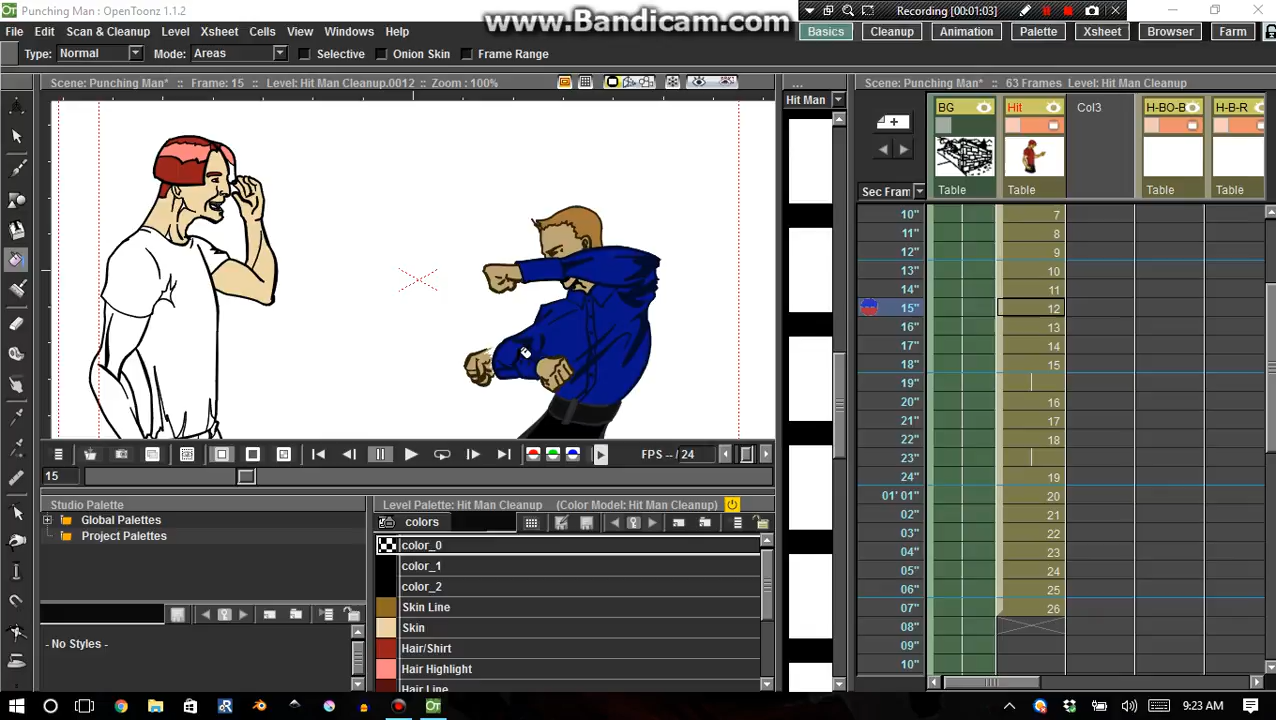 Punching Man : OpenToonz 1.1.2
www.Bandicam.com
Recording [00:01:03]
File Edit Scan & Cleanup Level Xsheet Cells View Windows Help
Basics Cleanup Animation Palette Xsheet Browser Farm
Type: Normal Mode: Areas Selective Onion Skin Frame Range
Scene: Punching Man* :: Frame: 15 :: Level: Hit Man Cleanup.0012 :: Zoom : 100%
...
Scene: Punching Man* :: 63 Frames Level: Hit Man Cleanup
Hit Man
BG Hit Col3 H-BO-B H-B-R
Table Table Table Table
Sec Fram
10" 7
11" 8
12" 9
13" 10
14" 11
15" 12
16" 13
17" 14
18" 15
19"
20" 16
21" 17
22" 18
23"
24" 19
01' 01" 20
02" 21
03" 22
04" 23
05" 24
06" 25
07" 26
08"
09"
10"
FPS -- / 24
15
Studio Palette
Global Palettes
Project Palettes
- No Styles -
Level Palette: Hit Man Cleanup (Color Model: Hit Man Cleanup)
colors
color_0
color_1
color_2
Skin Line
Skin
Hair/Shirt
Hair Highlight
Hair Line
9:23 AM